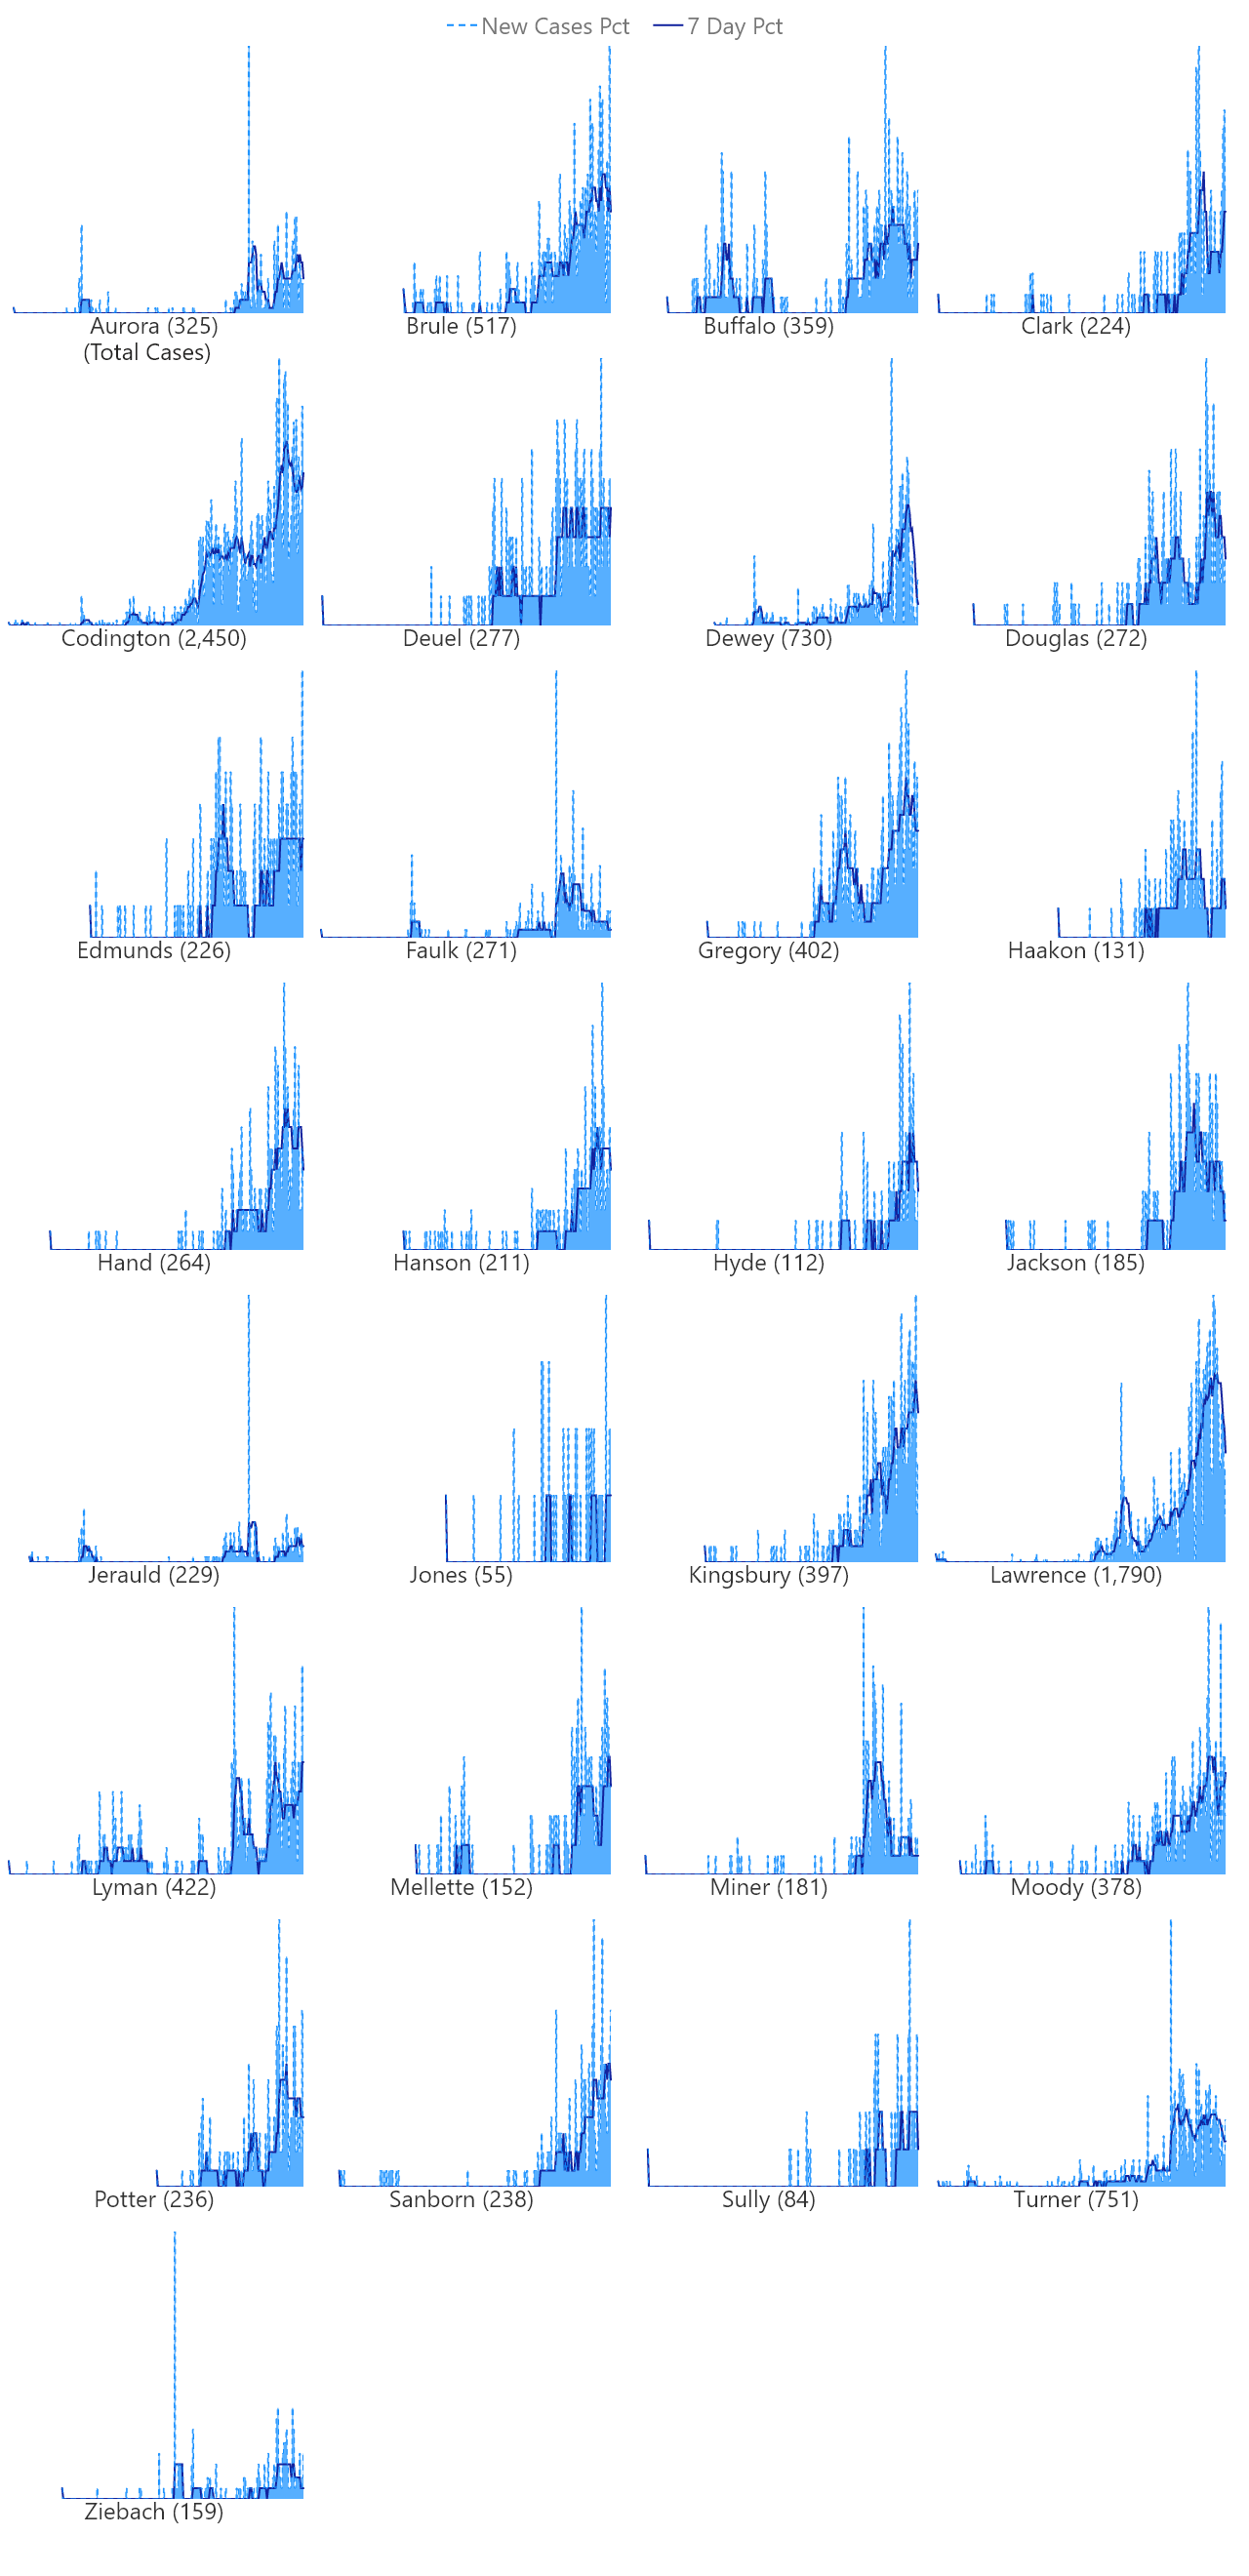 New Cases Pct 7 Day Pct
Aurora (325) Brule (517) Buffalo (359) Clark (224)
(Total Cases)
Codington (2,450) Deuel (277) Dewey (730) Douglas (272)
Edmunds (226) Faulk (271) Gregory (402) Haakon (131)
Hand (264) Hanson (211) Hyde (112) Jackson (185)
Jerauld (229) Jones (55) Kingsbury (397) Lawrence (1,790)
Lyman (422) Mellette (152) Miner (181) Moody (378)
Potter (236) Sanborn (238) Sully (84) Turner (751)
Ziebach (159)